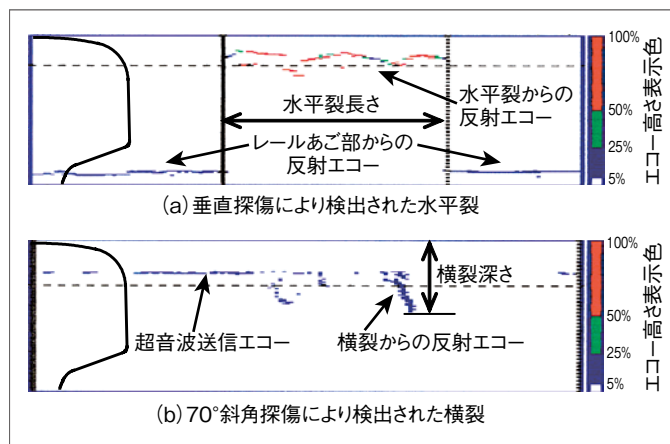 100%
水平裂からの
反射エコー
水平裂長さ
50%
レールあご部からの
反射エコー
25%
5%
エコー高さ表示色
(a)垂直探傷により検出された水平裂
100%
横裂深さ
50%
超音波送信エコー
横裂からの反射エコー
25%
5%
エコー高さ表示色
(b)70°斜角探傷により検出された横裂